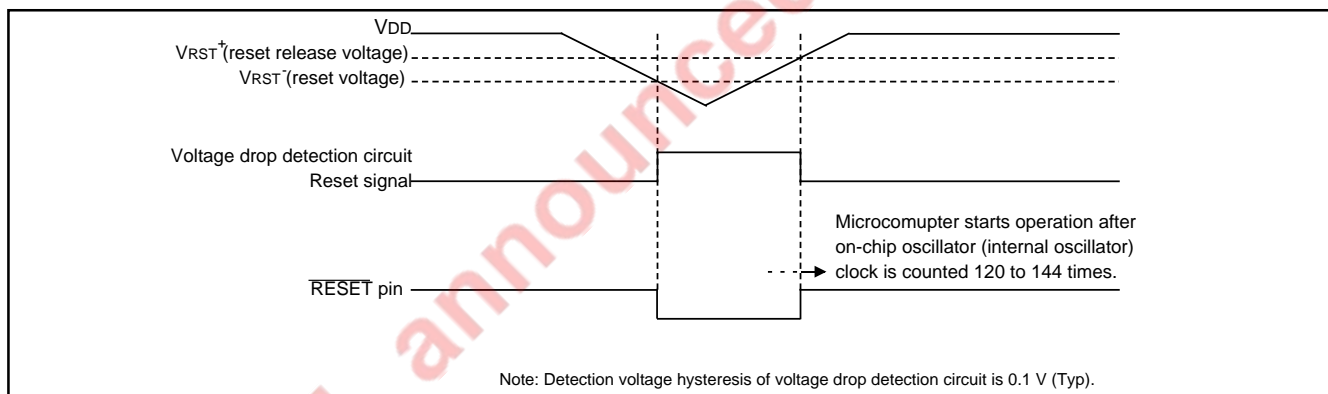 VDD
VRST+(reset release voltage)
VRST-(reset voltage)
Voltage drop detection circuit
Reset signal
Microcomupter starts operation after
on-chip oscillator (internal oscillator)
clock is counted 120 to 144 times.
RESET pin
Note: Detection voltage hysteresis of voltage drop detection circuit is 0.1 V (Typ).
announced